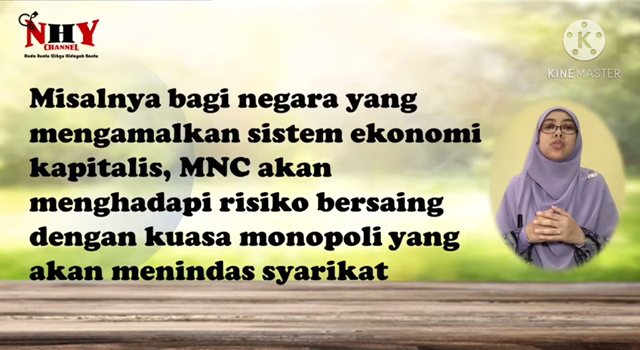 NHY
CHANNEL
KINEMASTER
Misalnya bagi negara yang
mengamalkan sistem ekonomi
kapitalis, MNC akan
menghadapi risiko bersaing
dengan kuasa monopoli yang
akan menindas syarikat